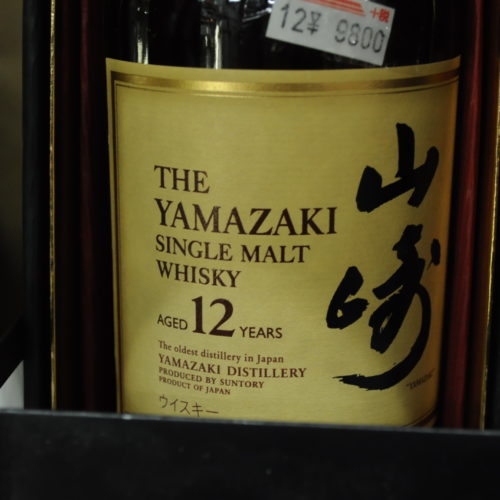 12¥ 9800
+税
THE
YAMAZAKI
SINGLE MALT
WHISKY
AGED 12 YEARS
The oldest distillery in Japan
YAMAZAKI DISTILLERY
PRODUCED BY SUNTORY
PRODUCT OF JAPAN
ウイスキー
山崎
"YAMAZAKI"